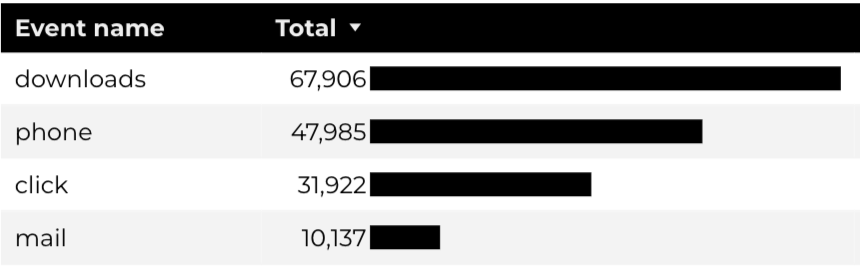 Event name Total
downloads 67,906
phone 47,985
click 31,922
mail 10,137